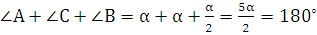 ∠A + ∠C + ∠B = α + α + α/2 = 5α/2 = 180°